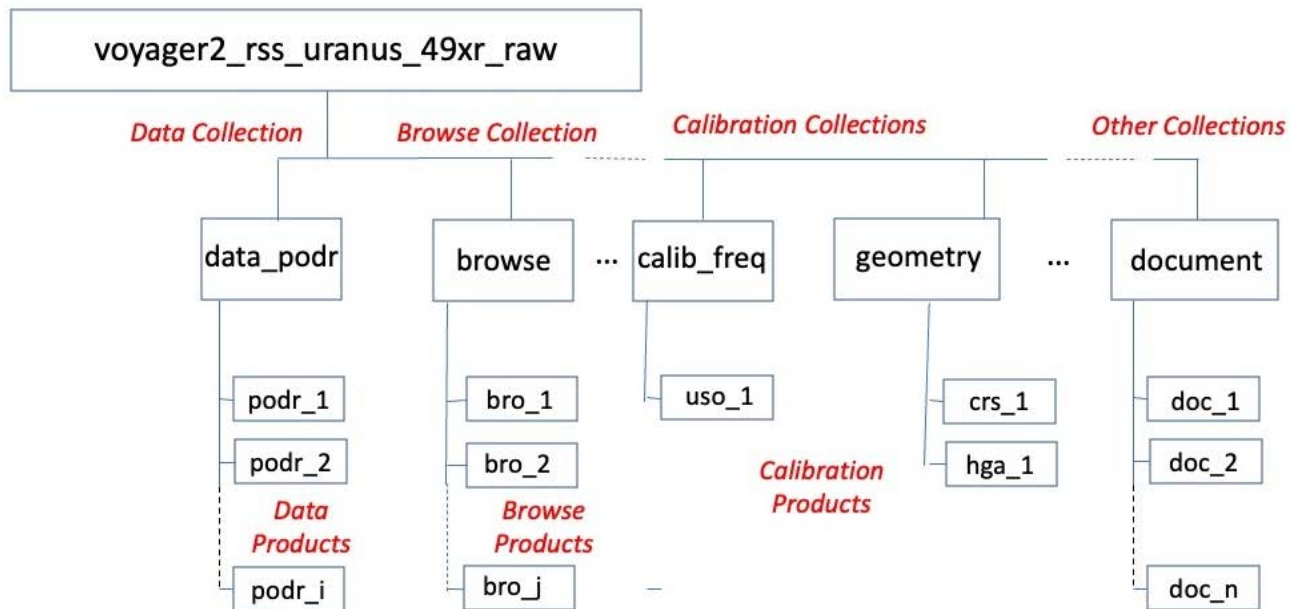 voyager2_rss_uranus_49xr_raw
Data Collection
Browse Collection
Calibration Collections
Other Collections
data_podr
browse
...
calib_freq
geometry
...
document
podr_1
bro_1
uso_1
crs_1
doc_1
podr_2
bro_2
hga_1
doc_2
Calibration
Products
Data
Products
Browse
Products
podr_i
bro_j
doc_n